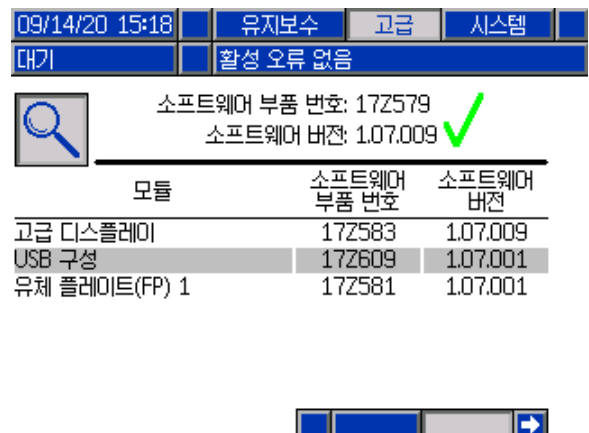 09/14/20 15:18 유지보수 고급 시스템
대기 활성 오류 없음
소프트웨어 부품 번호: 17Z579
소프트웨어 버전: 1.07.009
모듈 소프트웨어 부품 번호 소프트웨어 버전
고급 디스플레이 17Z583 1.07.009
USB 구성 17Z609 1.07.001
유체 플레이트(FP) 1 17Z581 1.07.001